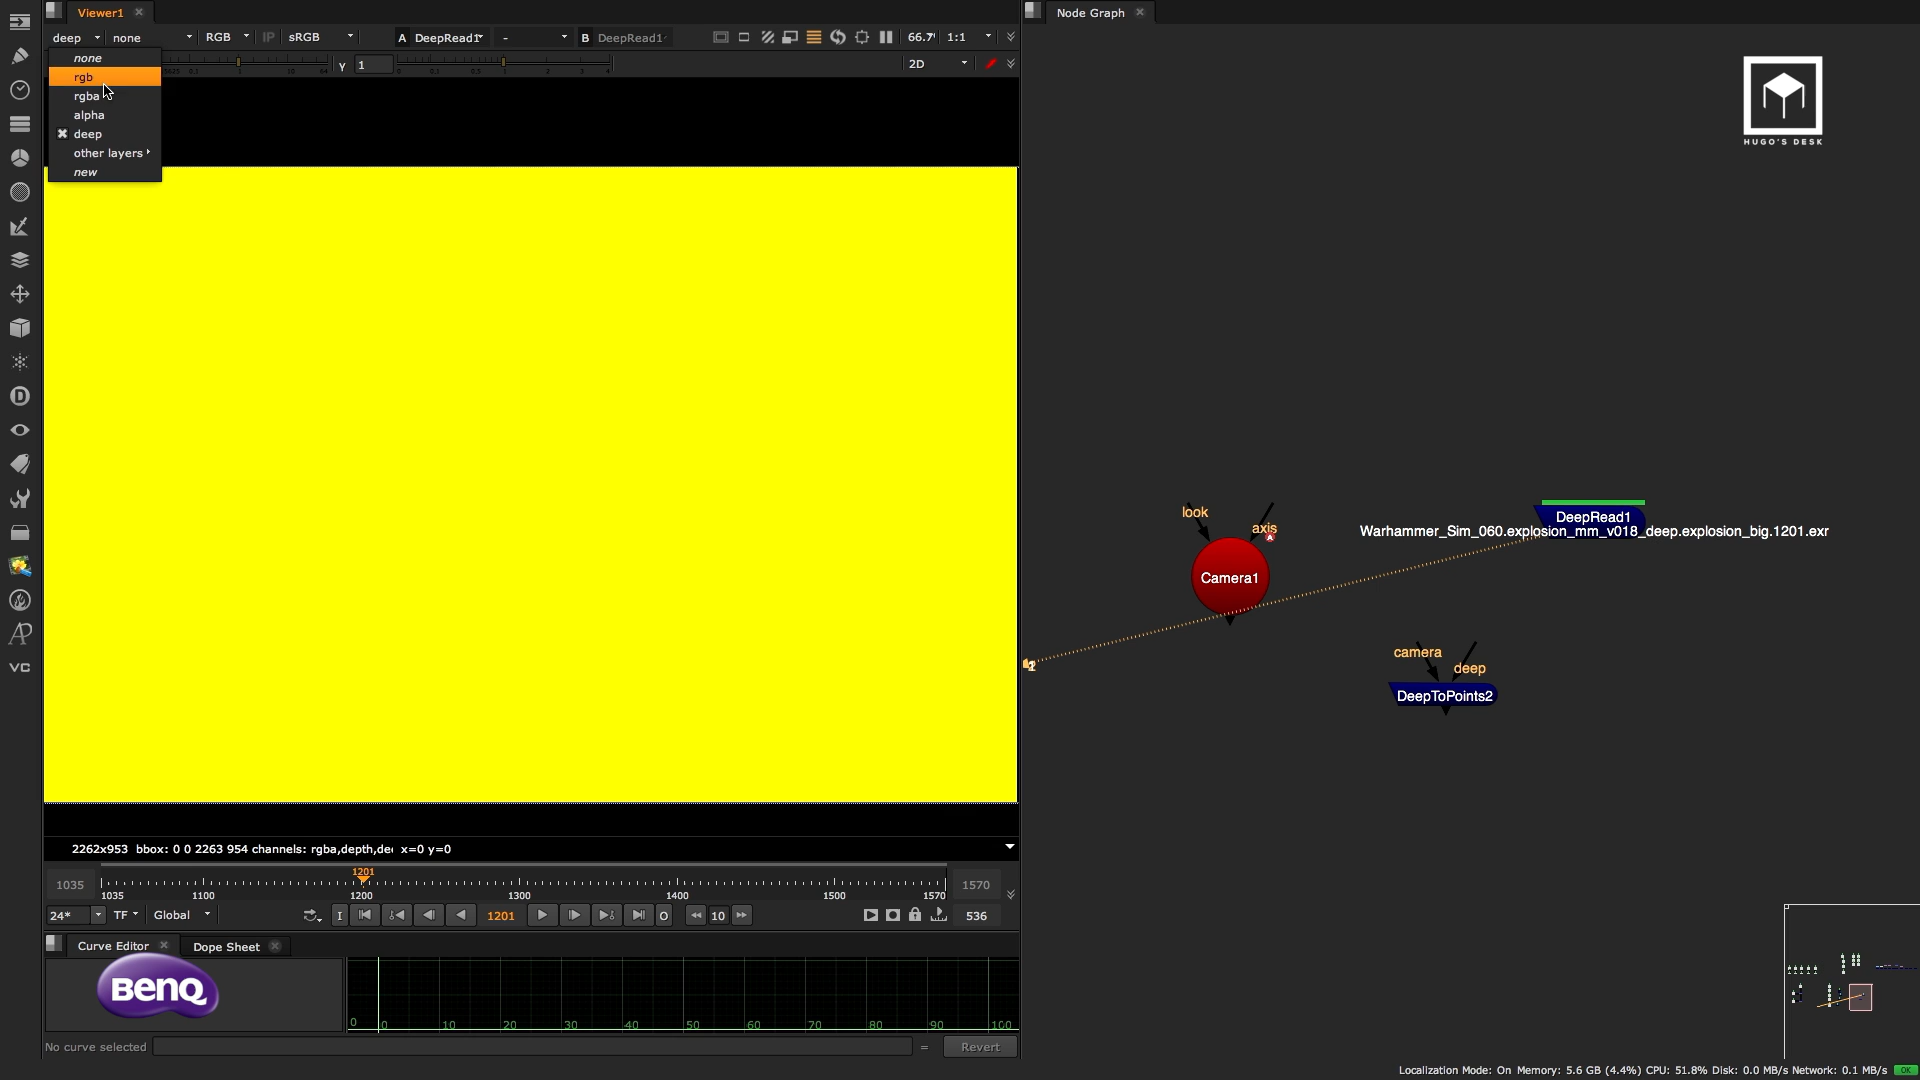 Viewer1
Node Graph
deep none RGB IP sRGB A DeepRead1 - B DeepRead1 66.7 1:1
none
rgb
rgba
alpha
deep
other layers
new
γ 1
2D
HUGO'S DESK
look
axis
Camera1
DeepRead1
Warhammer_Sim_060.explosion_mm_v018_deep.explosion_big.1201.exr
camera
deep
DeepToPoints2
2262x953 bbox: 0 0 2263 954 channels: rgba,depth,de x=0 y=0
1201
1035 1570
1035 1100 1200 1300 1400 1500 1570
24* TF Global I 1201 O 10 536
Curve Editor Dope Sheet
BenQ
0 0 10 20 30 40 50 60 70 80 90 100
No curve selected = Revert
VC
Localization Mode: On Memory: 5.6 GB (4.4%) CPU: 51.8% Disk: 0.0 MB/s Network: 0.1 MB/s OK